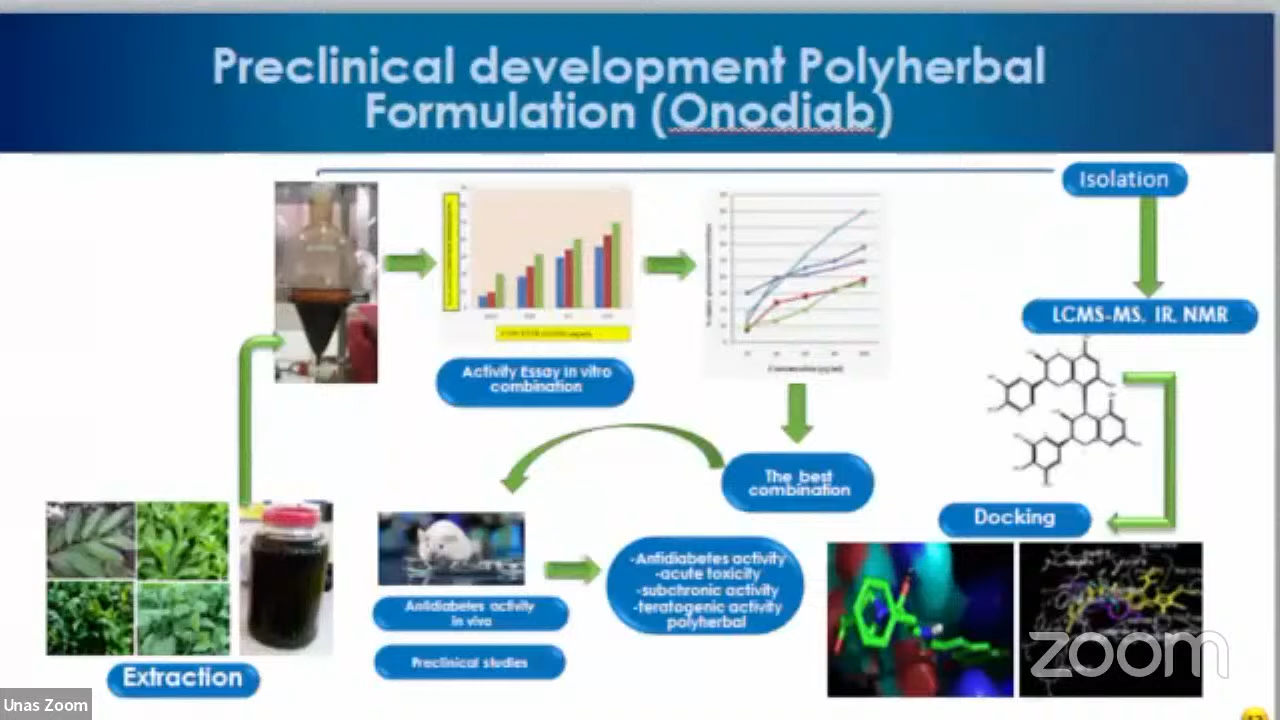 Preclinical development Polyherbal
Formulation (Onodiab)
Isolation
LCMS-MS, IR, NMR
Activity Essay in vitro
combination
The best
combination
Docking
-Antidiabetes activity
-acute toxicity
-subchronic activity
-teratogenic activity
polyherbal
Antidiabetes activity
in vivo
Preclinical studies
Extraction
zoom
Unas Zoom